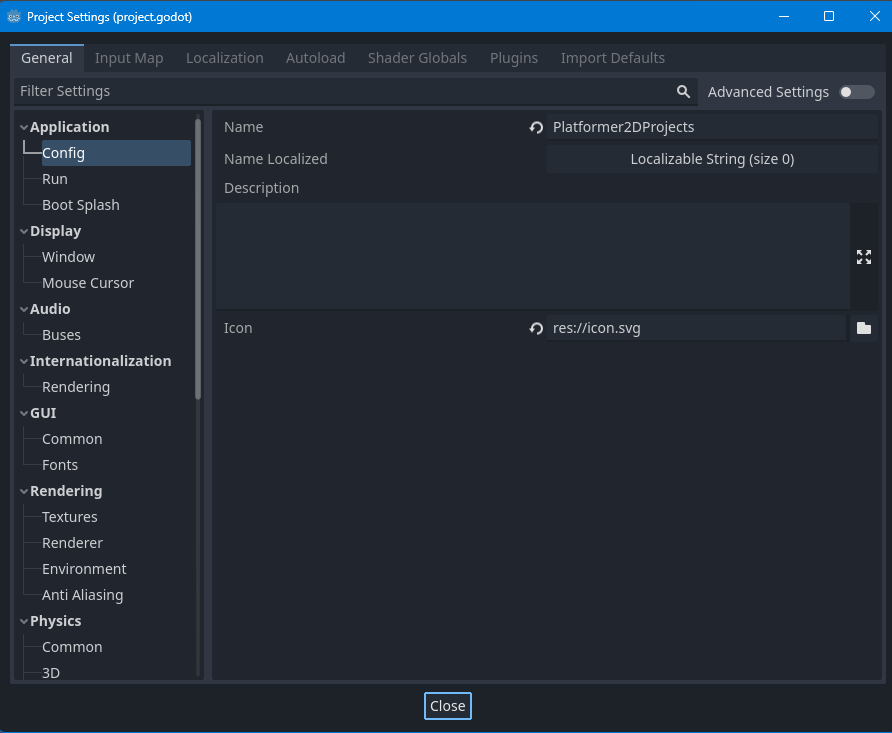 Project Settings (project.godot)
General Input Map Localization Autoload Shader Globals Plugins Import Defaults
Filter Settings
Advanced Settings
Application
Config
Run
Boot Splash
Display
Window
Mouse Cursor
Audio
Buses
Internationalization
Rendering
GUI
Common
Fonts
Rendering
Textures
Renderer
Environment
Anti Aliasing
Physics
Common
3D
Name Platformer2DProjects
Name Localized Localizable String (size 0)
Description
Icon res://icon.svg
Close